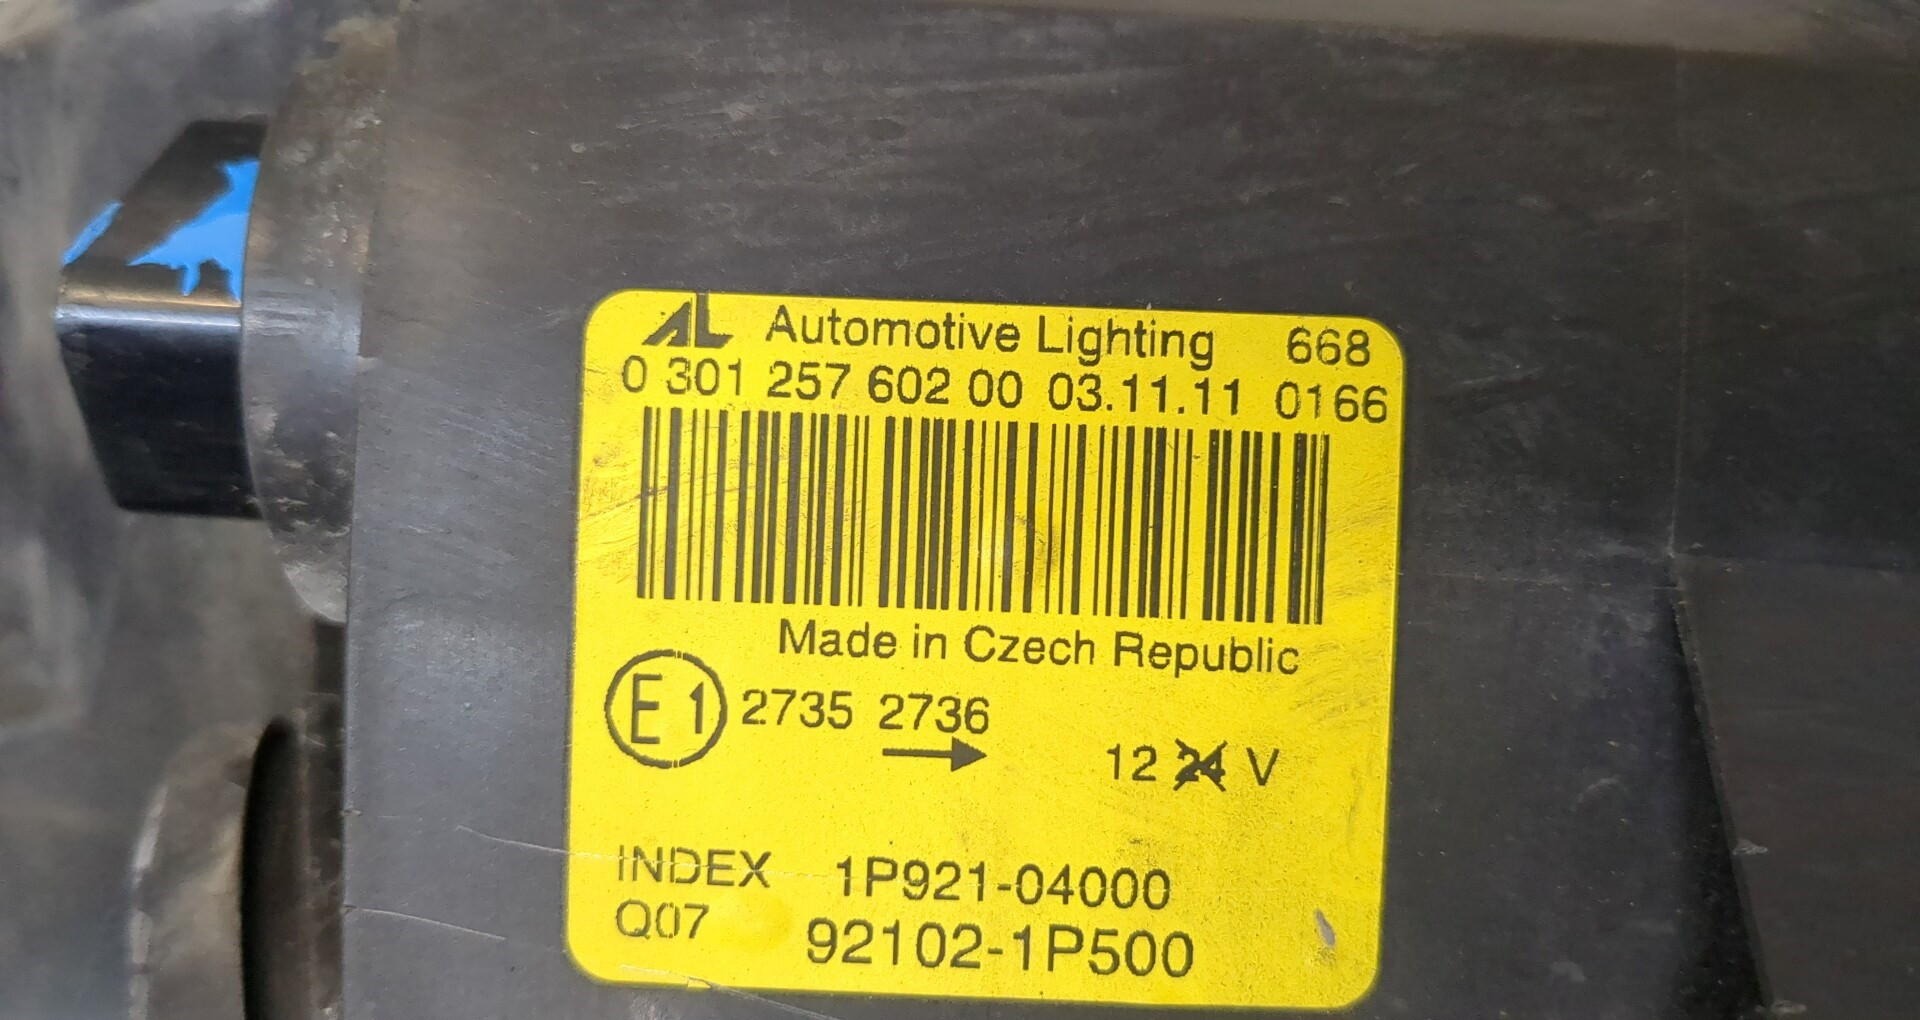 AL Automotive Lighting 668
0 301 257 602 00 03.11.11 0166
Made in Czech Republic
E1 2735 2736
12 24 V
INDEX 1P921-04000
Q07 92102-1P500